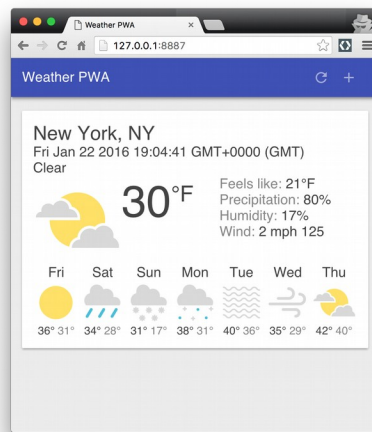 Weather PWA
127.0.0.1:8887
Weather PWA
New York, NY
Fri Jan 22 2016 19:04:41 GMT+0000 (GMT)
Clear
30°F
Feels like: 21°F
Precipitation: 80%
Humidity: 17%
Wind: 2 mph 125
Fri Sat Sun Mon Tue Wed Thu
36° 31° 34° 28° 31° 17° 38° 31° 40° 36° 35° 29° 42° 40°